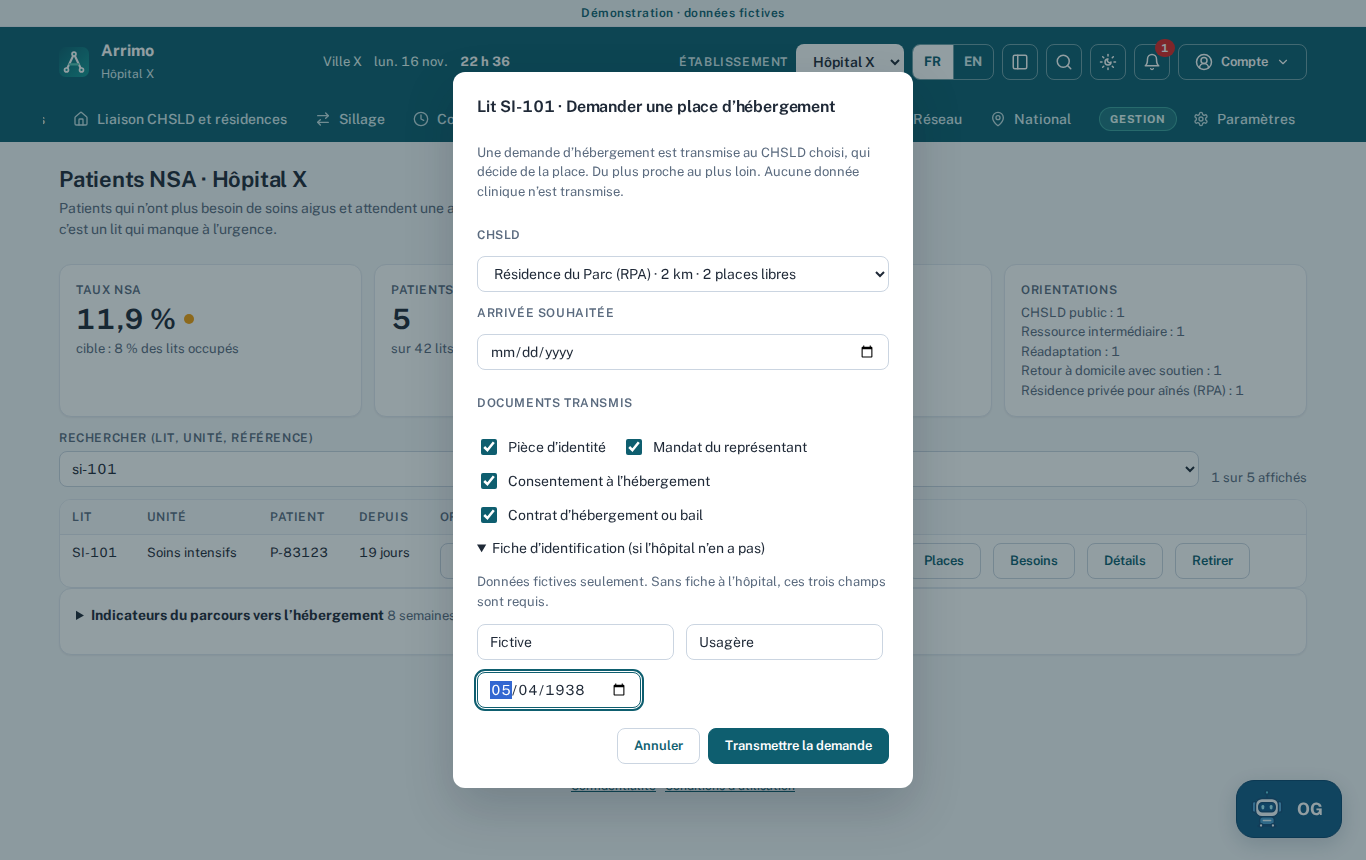 Démonstration · données fictives
Arrimo
Hôpital X
Ville X lun. 16 nov. 22 h 36
ÉTABLISSEMENT Hôpital X
FR EN
1
Compte
s Liaison CHSLD et résidences Sillage Co Réseau National GESTION Paramètres
Patients NSA · Hôpital X
Patients qui n’ont plus besoin de soins aigus et attendent une a
c’est un lit qui manque à l’urgence.
TAUX NSA
11,9 %
cible : 8 % des lits occupés
PATIENTS
5
sur 42 lits
ORIENTATIONS
CHSLD public : 1
Ressource intermédiaire : 1
Réadaptation : 1
Retour à domicile avec soutien : 1
Résidence privée pour aînés (RPA) : 1
RECHERCHER (LIT, UNITÉ, RÉFÉRENCE)
si-101
1 sur 5 affichés
LIT UNITÉ PATIENT DEPUIS OR
SI-101 Soins intensifs P-83123 19 jours Places Besoins Détails Retirer
Indicateurs du parcours vers l’hébergement 8 semaines
Lit SI-101 · Demander une place d’hébergement
Une demande d’hébergement est transmise au CHSLD choisi, qui
décide de la place. Du plus proche au plus loin. Aucune donnée
clinique n’est transmise.
CHSLD
Résidence du Parc (RPA) · 2 km · 2 places libres
ARRIVÉE SOUHAITÉE
mm/dd/yyyy
DOCUMENTS TRANSMIS
Pièce d’identité Mandat du représentant
Consentement à l’hébergement
Contrat d’hébergement ou bail
Fiche d’identification (si l’hôpital n’en a pas)
Données fictives seulement. Sans fiche à l’hôpital, ces trois champs
sont requis.
Fictive Usagère
05/04/1938
Annuler Transmettre la demande
Confidentialité Conditions d’utilisation
OG